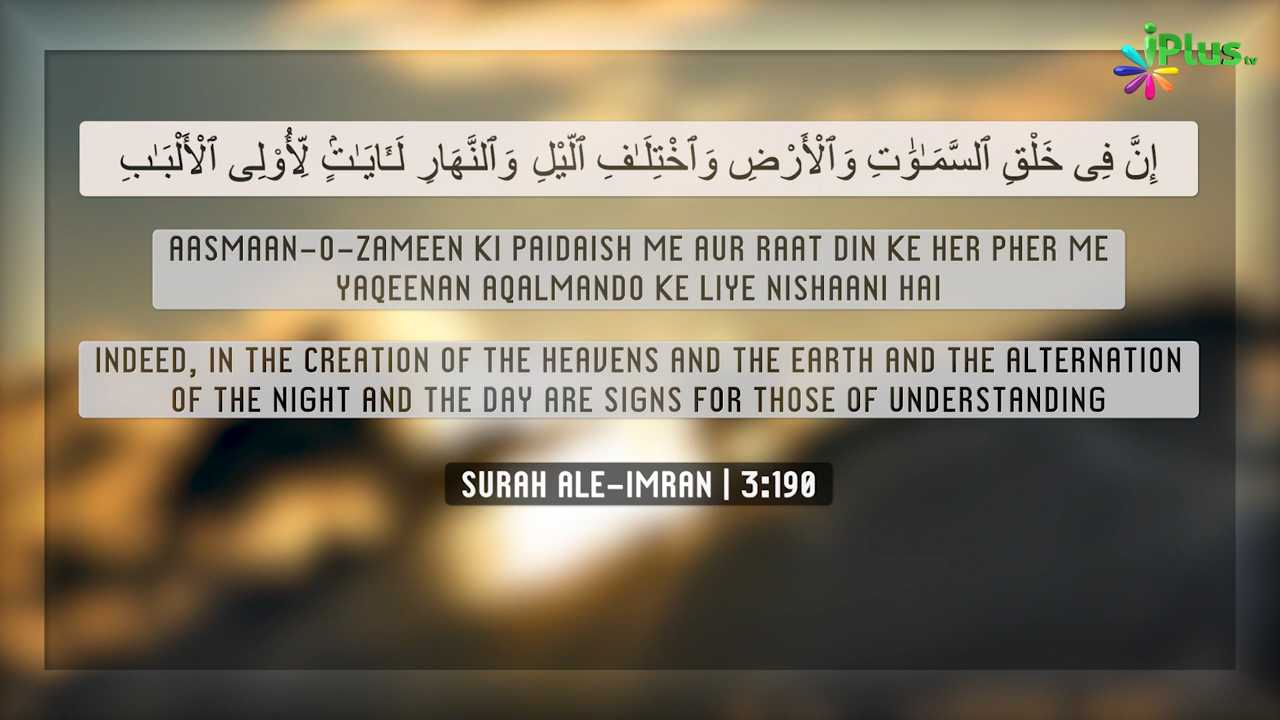 iPlus tv
إِنَّ فِى خَلْقِ ٱلسَّمَـٰوَٰتِ وَٱلْأَرْضِ وَٱخْتِلَـٰفِ ٱلَّيْلِ وَٱلنَّهَارِ لَـَٔايَـٰتٍۢ لِّأُو۟لِى ٱلْأَلْبَـٰبِ
AASMAAN-O-ZAMEEN KI PAIDAISH ME AUR RAAT DIN KE HER PHER ME
YAQEENAN AQALMANDO KE LIYE NISHAANI HAI
INDEED, IN THE CREATION OF THE HEAVENS AND THE EARTH AND THE ALTERNATION
OF THE NIGHT AND THE DAY ARE SIGNS FOR THOSE OF UNDERSTANDING
SURAH ALE-IMRAN | 3:190